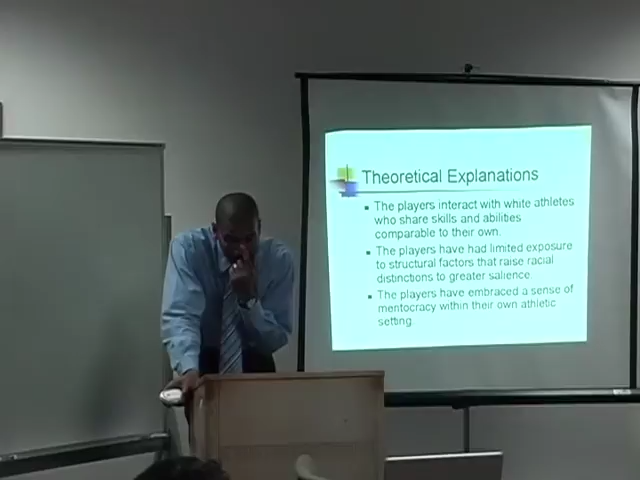 Theoretical Explanations
The players interact with white athletes
who share skills and abilities
comparable to their own.
The players have had limited exposure
to structural factors that raise racial
distinctions to greater salience.
The players have embraced a sense of
mentocracy within their own athletic
setting